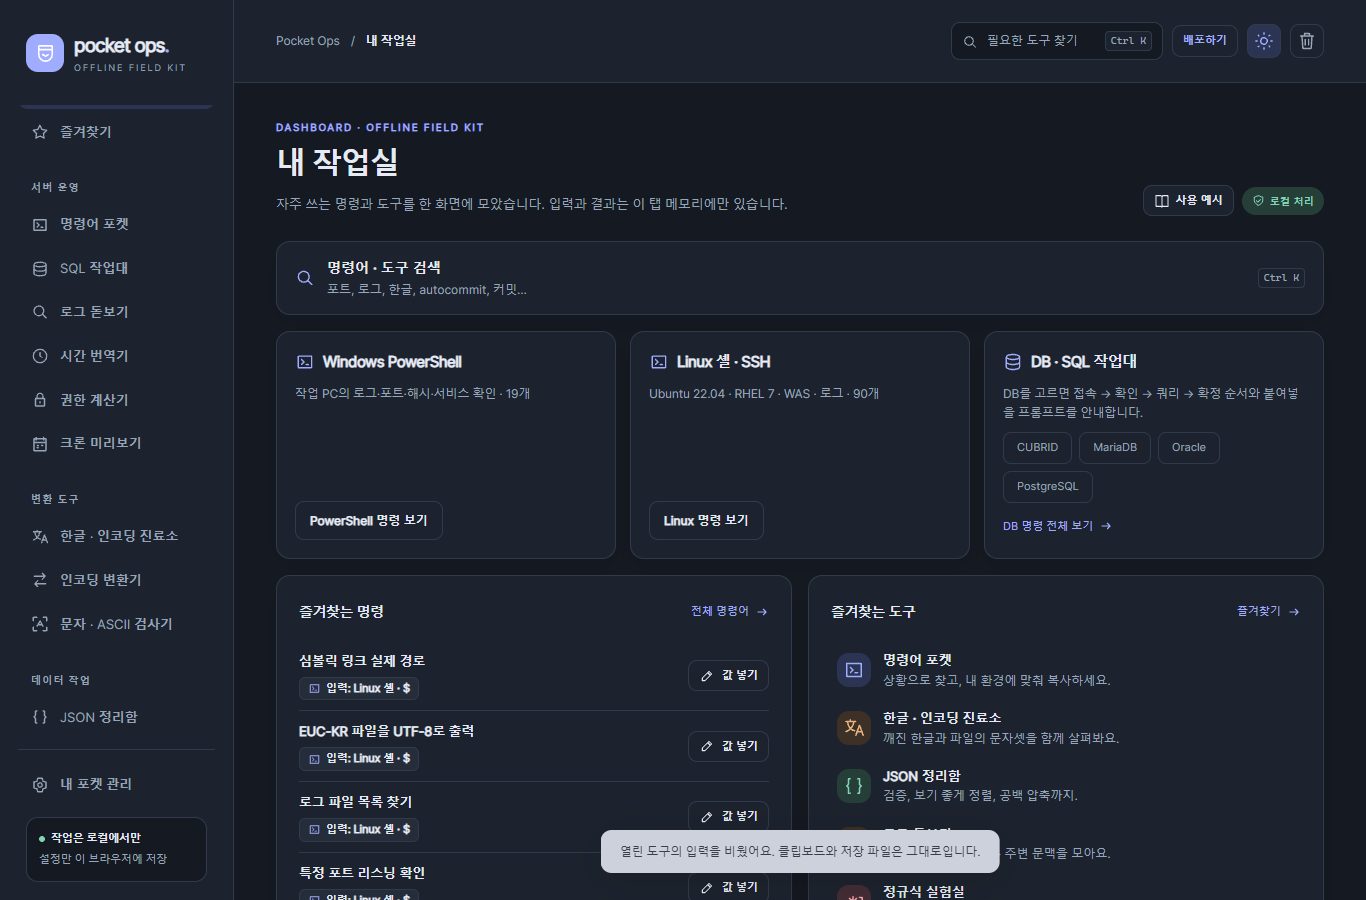 pocket ops.
OFFLINE FIELD KIT
즐겨찾기
서버 운영
명령어 포켓
SQL 작업대
로그 돋보기
시간 번역기
권한 계산기
크론 미리보기
변환 도구
한글 · 인코딩 진료소
인코딩 변환기
문자 · ASCII 검사기
데이터 작업
JSON 정리함
내 포켓 관리
작업은 로컬에서만
설정만 이 브라우저에 저장
Pocket Ops / 내 작업실
필요한 도구 찾기 Ctrl K
배포하기
DASHBOARD · OFFLINE FIELD KIT
내 작업실
자주 쓰는 명령과 도구를 한 화면에 모았습니다. 입력과 결과는 이 탭 메모리에만 있습니다.
사용 예시
로컬 처리
명령어 · 도구 검색
포트, 로그, 한글, autocommit, 커밋...
Ctrl K
Windows PowerShell
작업 PC의 로그·포트·해시·서비스 확인 · 19개
PowerShell 명령 보기
Linux 셸 · SSH
Ubuntu 22.04 · RHEL 7 · WAS · 로그 · 90개
Linux 명령 보기
DB · SQL 작업대
DB를 고르면 접속 → 확인 → 쿼리 → 확정 순서와 붙여넣
을 프롬프트를 안내합니다.
CUBRID
MariaDB
Oracle
PostgreSQL
DB 명령 전체 보기 →
즐겨찾는 명령
전체 명령어 →
심볼릭 링크 실제 경로
입력: Linux 셸 · $
값 넣기
EUC-KR 파일을 UTF-8로 출력
입력: Linux 셸 · $
값 넣기
로그 파일 목록 찾기
입력: Linux 셸 · $
값 넣기
특정 포트 리스닝 확인
입력: Linux 셸 · $
값 넣기
즐겨찾는 도구
즐겨찾기 →
명령어 포켓
상황으로 찾고, 내 환경에 맞춰 복사하세요.
한글 · 인코딩 진료소
깨진 한글과 파일의 문자셋을 함께 살펴봐요.
JSON 정리함
검증, 보기 좋게 정렬, 공백 압축까지.
주변 문맥을 모아요.
정규식 실험실
열린 도구의 입력을 비웠어요. 클립보드와 저장 파일은 그대로입니다.